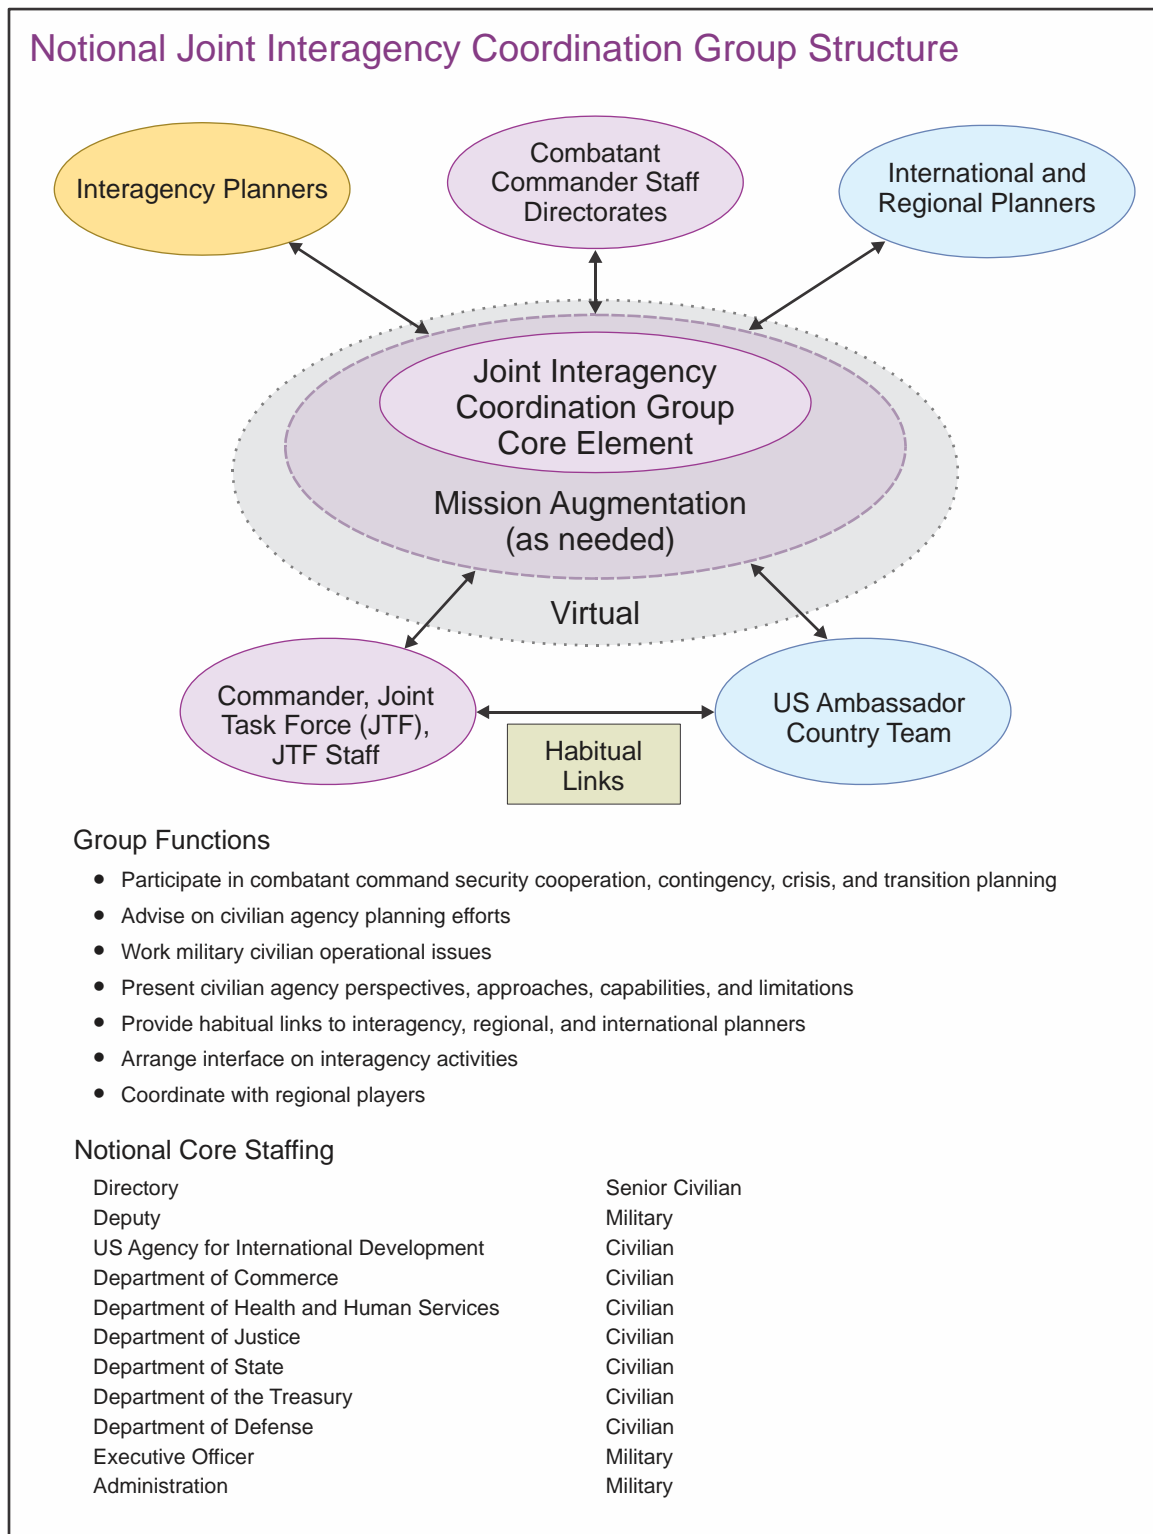 Notional Joint Interagency Coordination Group Structure
Interagency Planners
Combatant
Commander Staff
Directorates
International and
Regional Planners
Joint Interagency
Coordination Group
Core Element
Mission Augmentation
(as needed)
Virtual
Commander, Joint
Task Force (JTF),
JTF Staff
US Ambassador
Country Team
Habitual
Links
Group Functions
• Participate in combatant command security cooperation, contingency, crisis, and transition planning
• Advise on civilian agency planning efforts
• Work military civilian operational issues
• Present civilian agency perspectives, approaches, capabilities, and limitations
• Provide habitual links to interagency, regional, and international planners
• Arrange interface on interagency activities
• Coordinate with regional players
Notional Core Staffing
Directory Senior Civilian
Deputy Military
US Agency for International Development Civilian
Department of Commerce Civilian
Department of Health and Human Services Civilian
Department of Justice Civilian
Department of State Civilian
Department of the Treasury Civilian
Department of Defense Civilian
Executive Officer Military
Administration Military